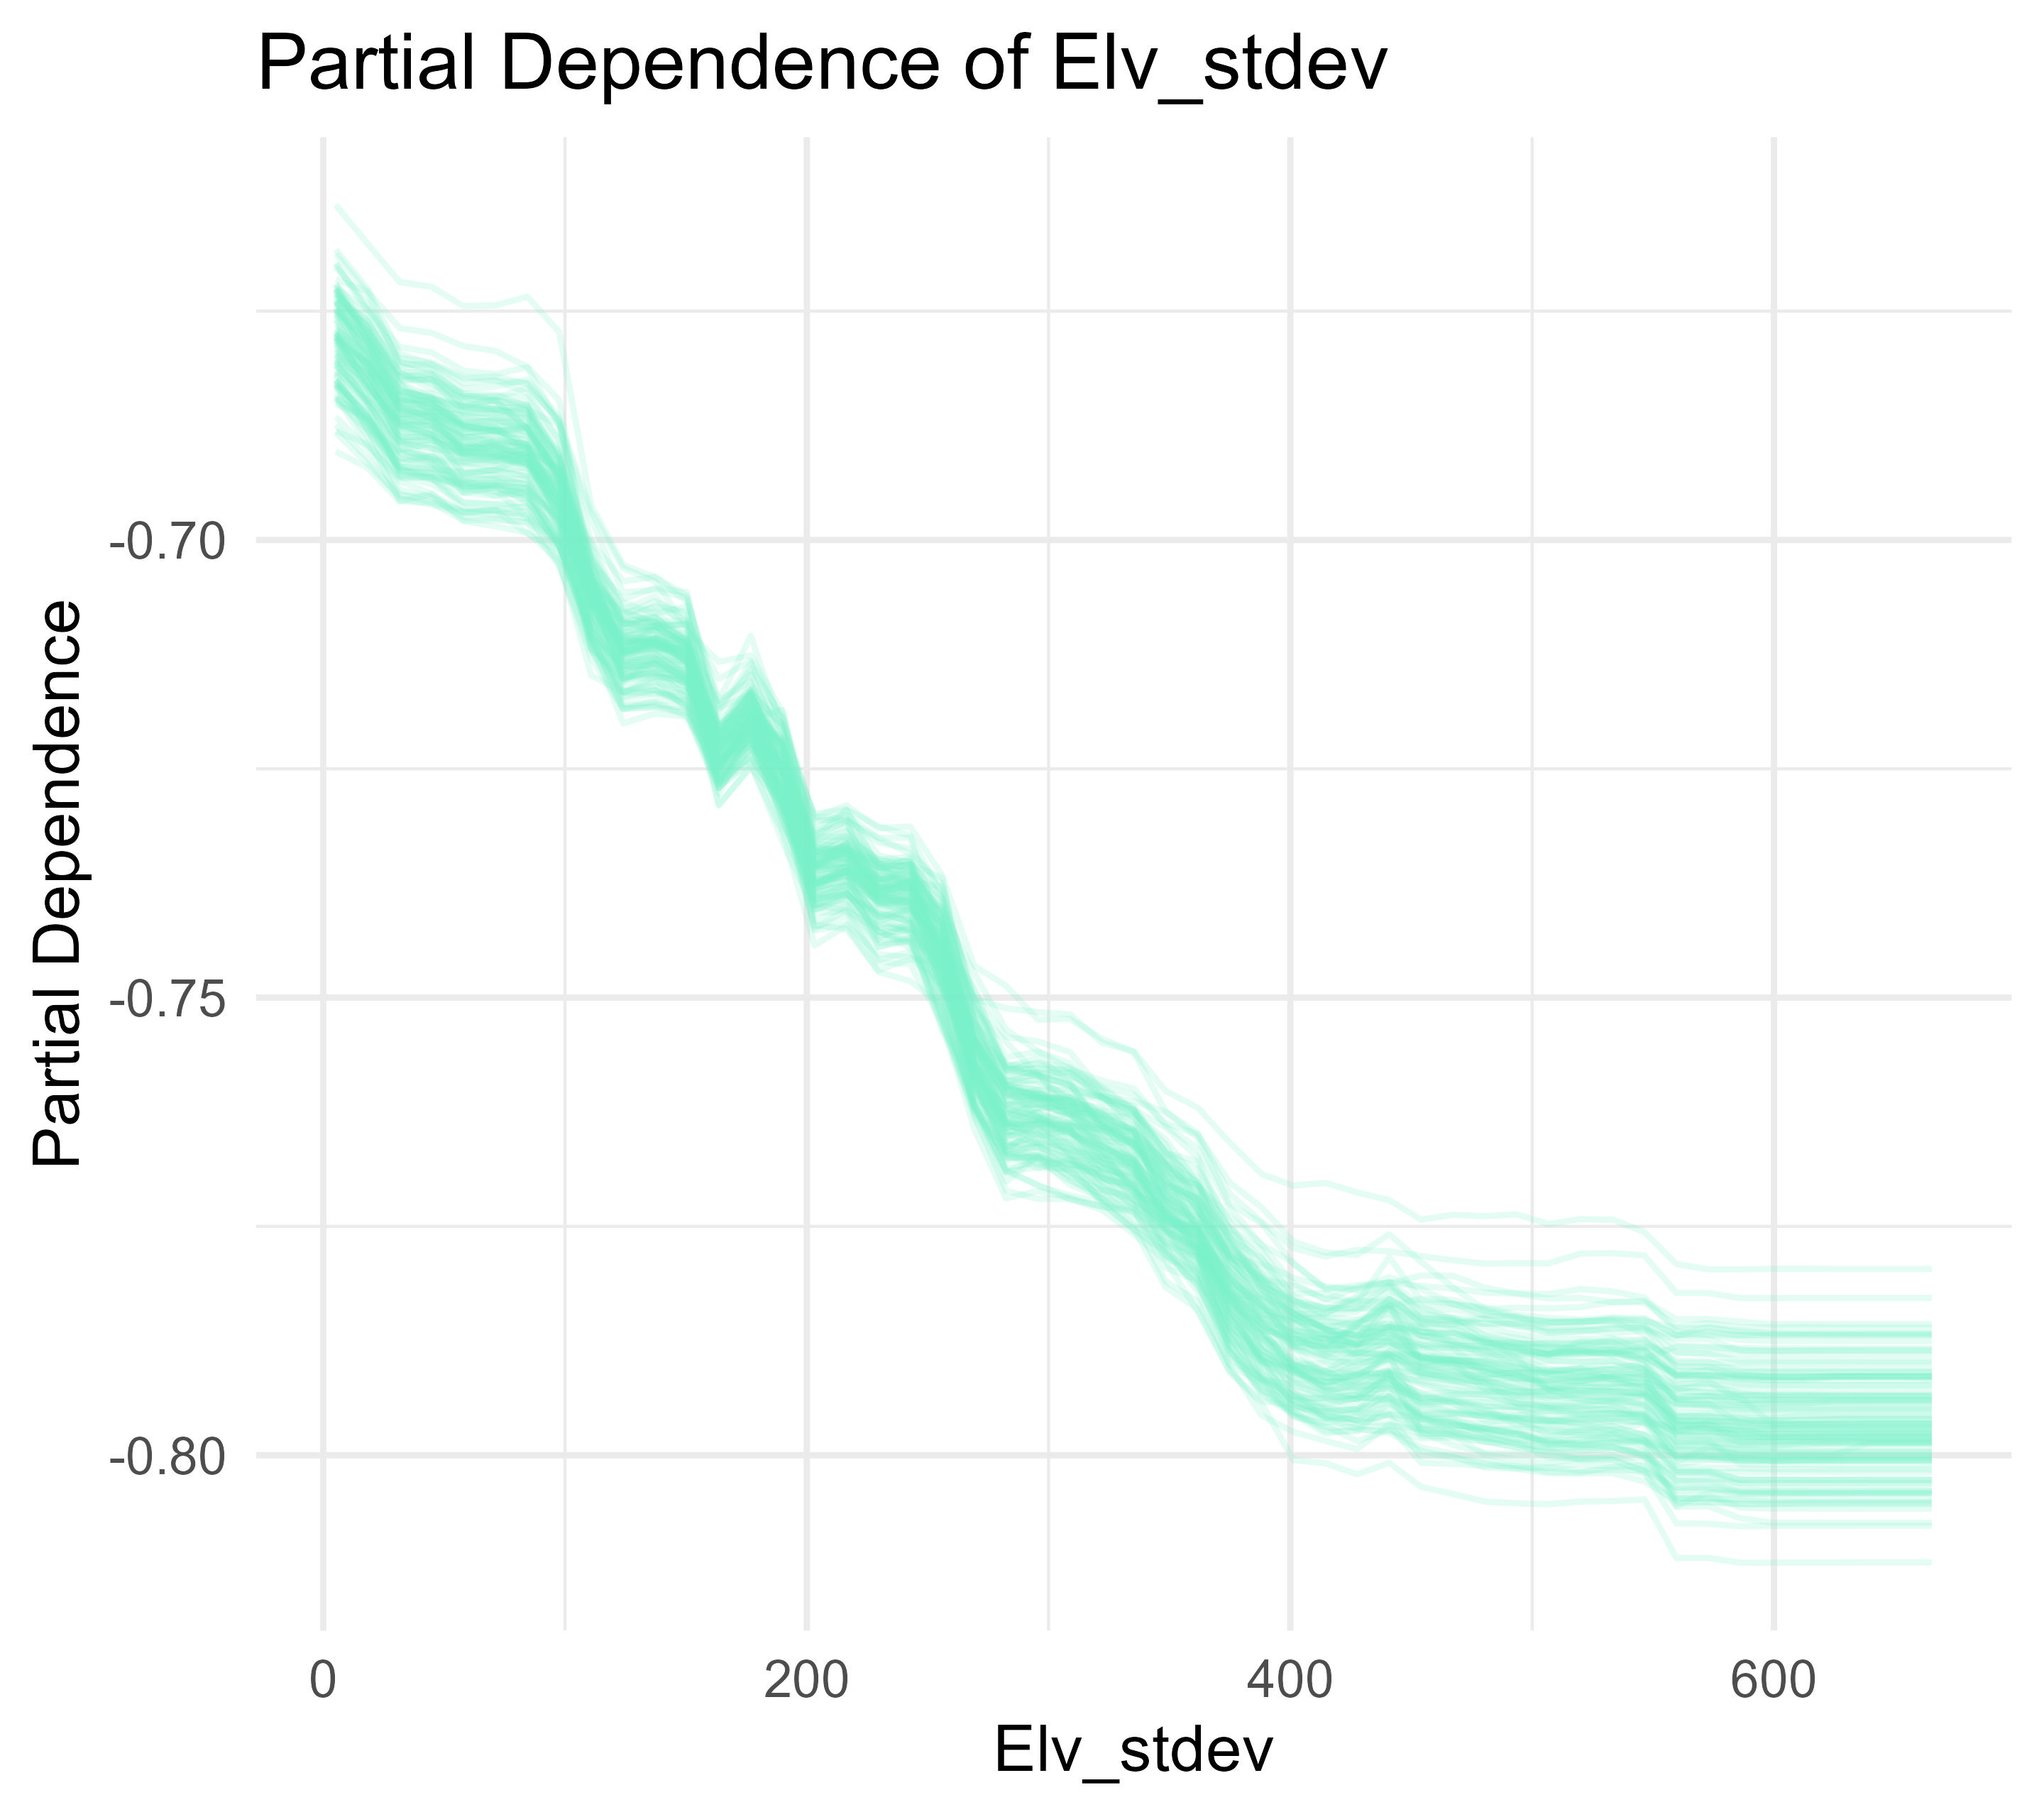 Partial Dependence of Elv_stdev
Partial Dependence
-0.70
-0.75
-0.80
0 200 400 600
Elv_stdev